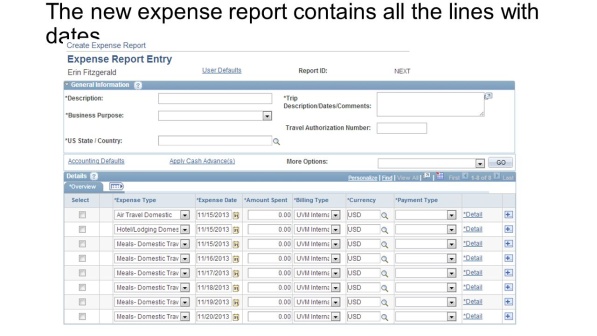 The new expense report contains all the lines with
dates
Create Expense Report
Expense Report Entry
Erin Fitzgerald User Defaults Report ID: NEXT
General Information
*Description: *Trip Description/Dates/Comments:
*Business Purpose:
Travel Authorization Number:
*US State / Country:
Accounting Defaults Apply Cash Advance(s) More Options: GO
Details Personalize | Find | View All | First 1-8 of 8 Last
*Overview
Select *Expense Type *Expense Date *Amount Spent *Billing Type *Currency *Payment Type
Air Travel Domestic 11/15/2013 0.00 UVM Interna USD *Detail
Hotel/Lodging Domes 11/15/2013 0.00 UVM Interna USD *Detail
Meals- Domestic Trav 11/15/2013 0.00 UVM Interna USD *Detail
Meals- Domestic Trav 11/16/2013 0.00 UVM Interna USD *Detail
Meals- Domestic Trav 11/17/2013 0.00 UVM Interna USD *Detail
Meals- Domestic Trav 11/18/2013 0.00 UVM Interna USD *Detail
Meals- Domestic Trav 11/19/2013 0.00 UVM Interna USD *Detail
Meals- Domestic Trav 11/20/2013 0.00 UVM Interna USD *Detail